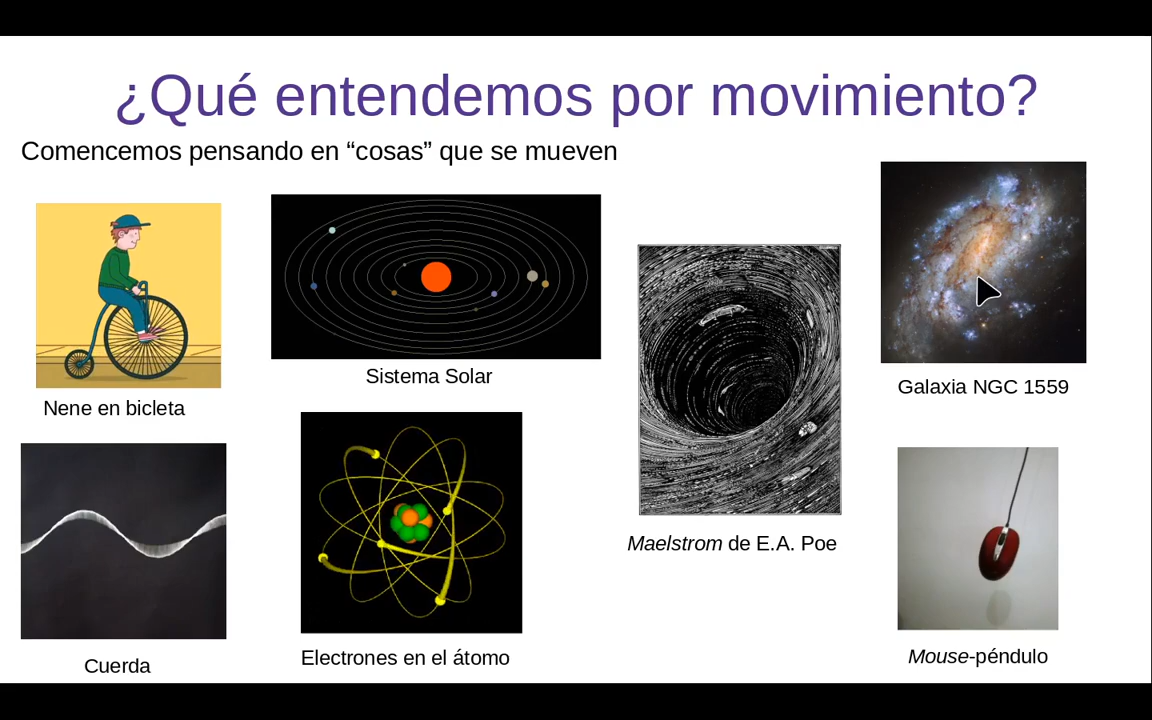 ¿Qué entendemos por movimiento?
Comencemos pensando en “cosas” que se mueven
Nene en bicleta
Sistema Solar
Maelstrom de E.A. Poe
Galaxia NGC 1559
Cuerda
Electrones en el átomo
Mouse-péndulo